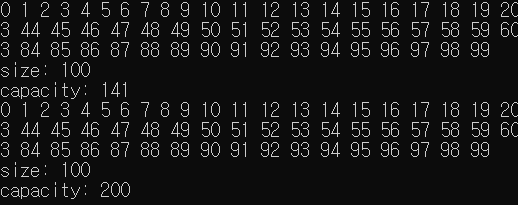 0 1 2 3 4 5 6 7 8 9 10 11 12 13 14 15 16 17 18 19 20
3 44 45 46 47 48 49 50 51 52 53 54 55 56 57 58 59 60
3 84 85 86 87 88 89 90 91 92 93 94 95 96 97 98 99
size: 100
capacity: 141
0 1 2 3 4 5 6 7 8 9 10 11 12 13 14 15 16 17 18 19 20
3 44 45 46 47 48 49 50 51 52 53 54 55 56 57 58 59 60
3 84 85 86 87 88 89 90 91 92 93 94 95 96 97 98 99
size: 100
capacity: 200